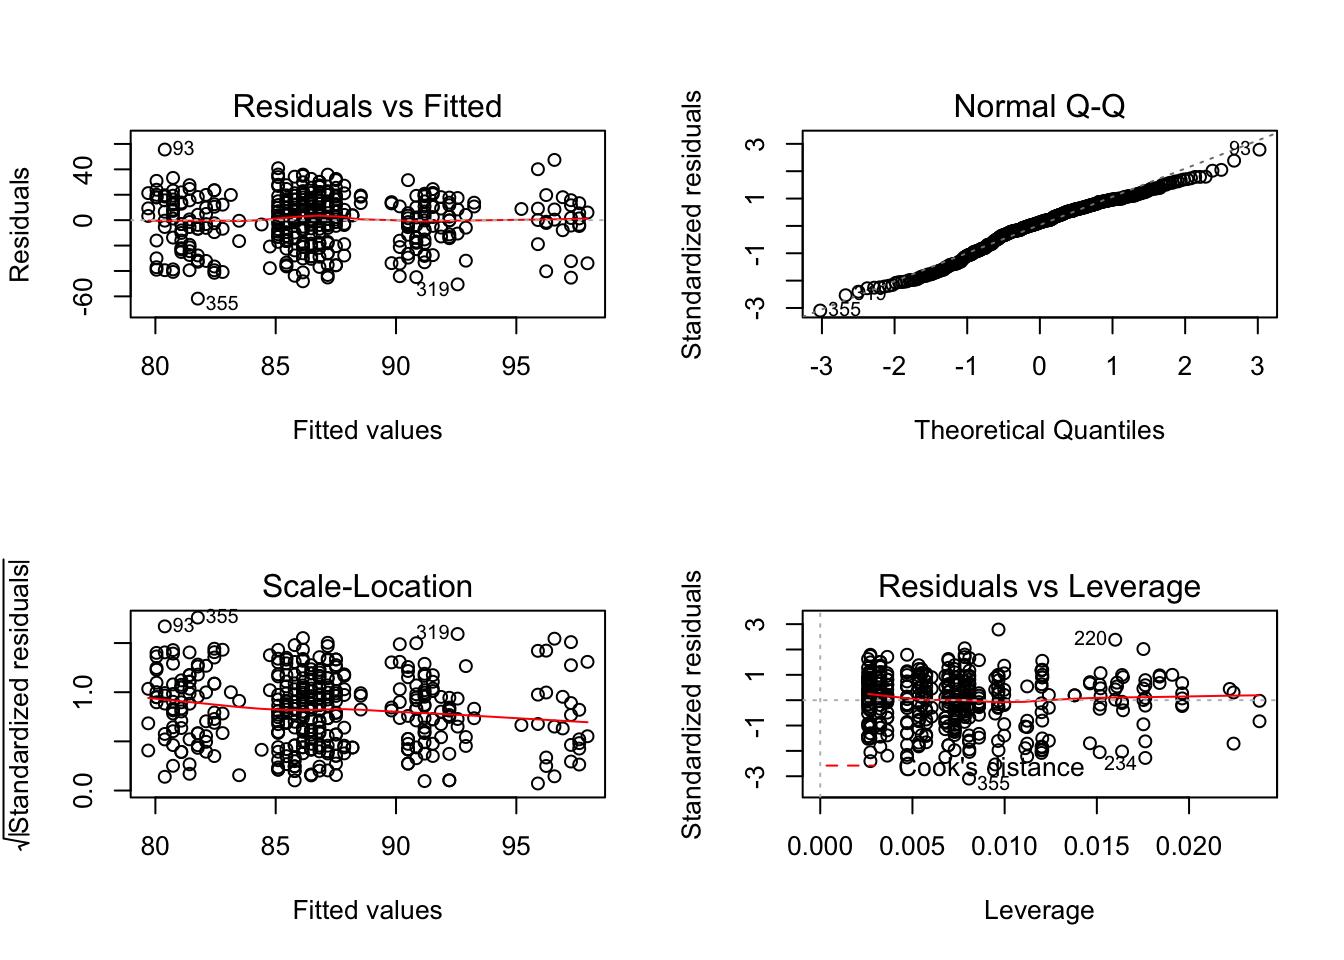 Residuals vs Fitted
Residuals
40
0
-60
93
355
319
80 85 90 95
Fitted values
Normal Q-Q
Standardized residuals
3
1
-1
-3
93
319
355
-3 -2 -1 0 1 2 3
Theoretical Quantiles
Scale-Location
√|Standardized residuals|
1.0
0.0
93
355
319
80 85 90 95
Fitted values
Residuals vs Leverage
Standardized residuals
3
1
-1
-3
220
234
Cook's distance
355
0.000 0.005 0.010 0.015 0.020
Leverage